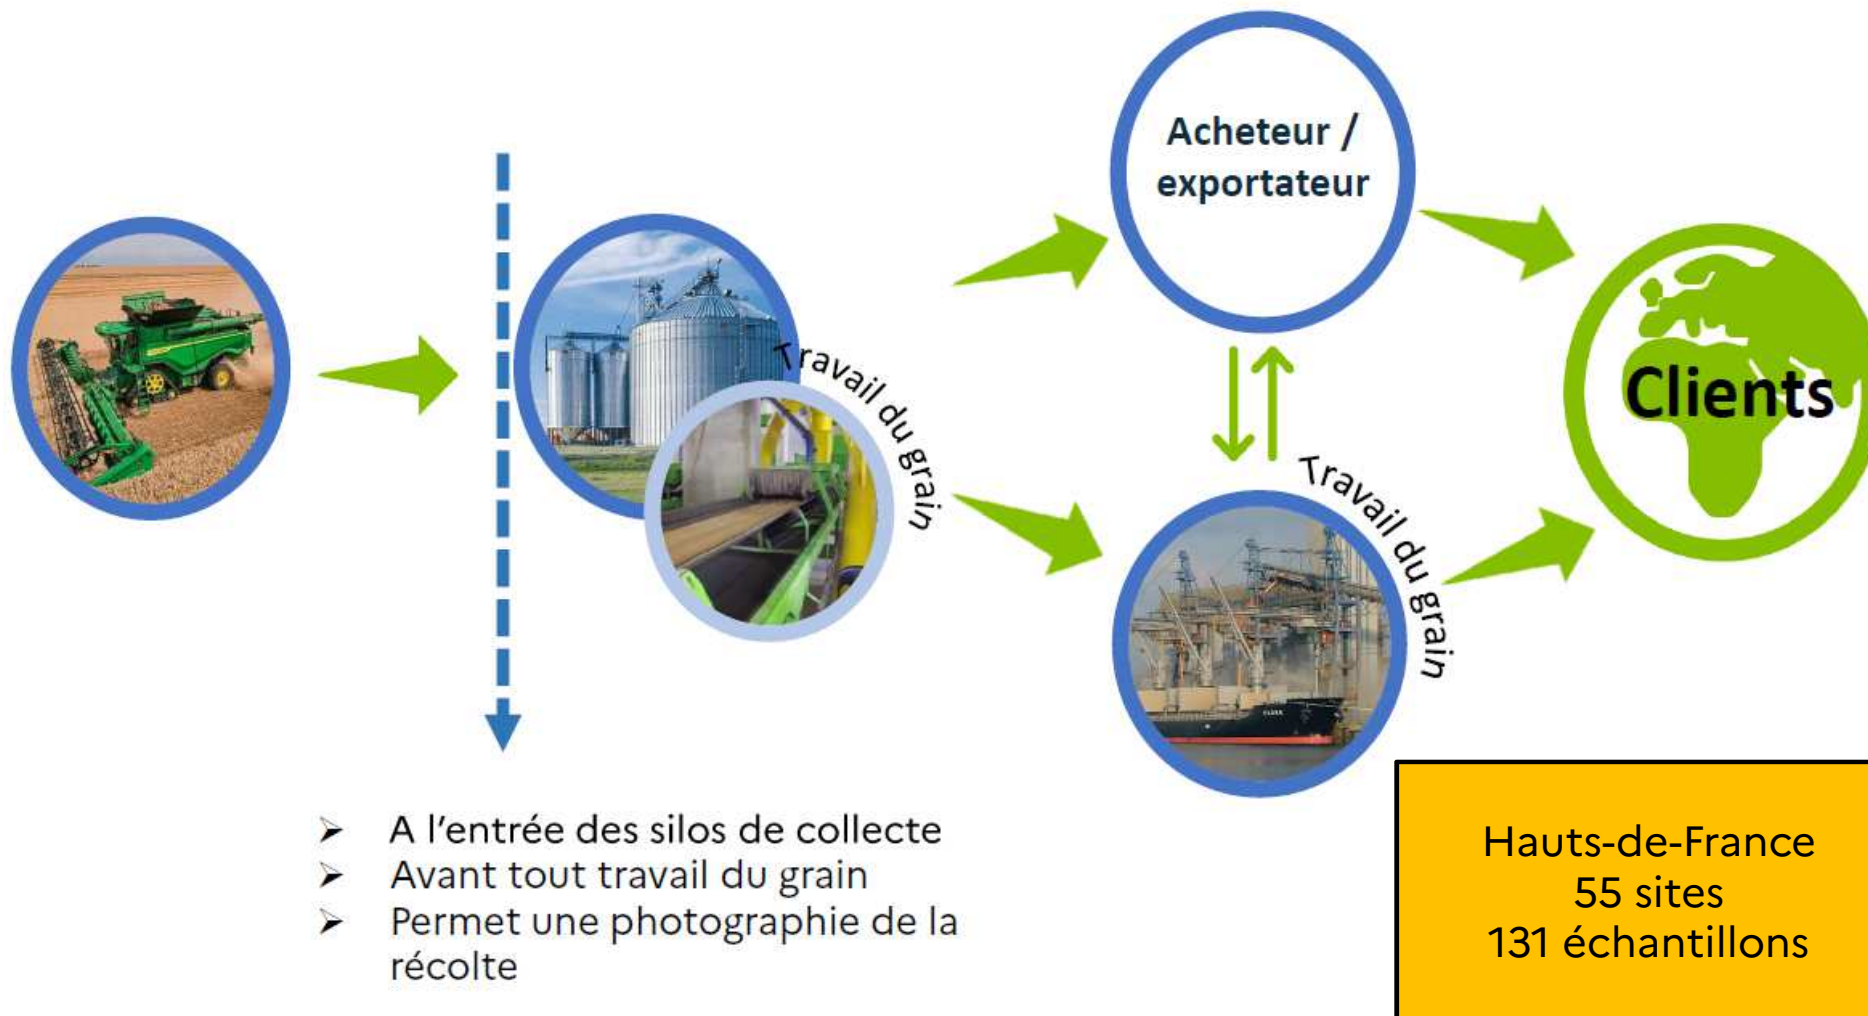 Acheteur /
exportateur
Travail du grain
Clients
Travail du grain
➤ A l'entrée des silos de collecte
➤ Avant tout travail du grain
➤ Permet une photographie de la
récolte
Hauts-de-France
55 sites
131 échantillons